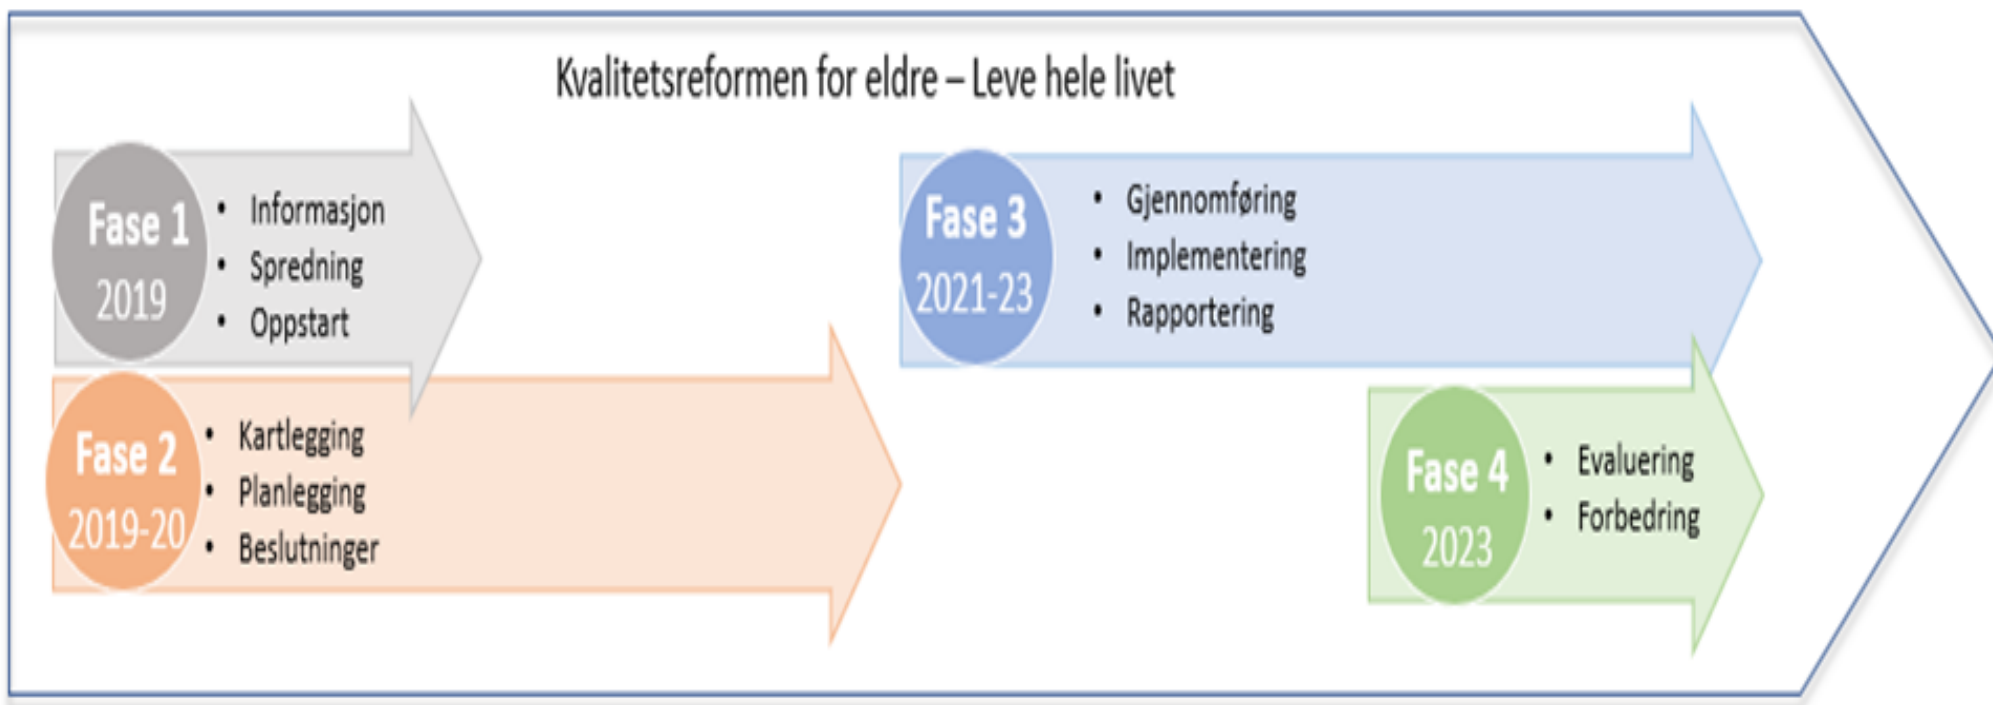 Kvalitetsreformen for eldre – Leve hele livet
Fase 1
2019
• Informasjon
• Spredning
• Oppstart
Fase 2
2019-20
• Kartlegging
• Planlegging
• Beslutninger
Fase 3
2021-23
• Gjennomføring
• Implementering
• Rapportering
Fase 4
2023
• Evaluering
• Forbedring